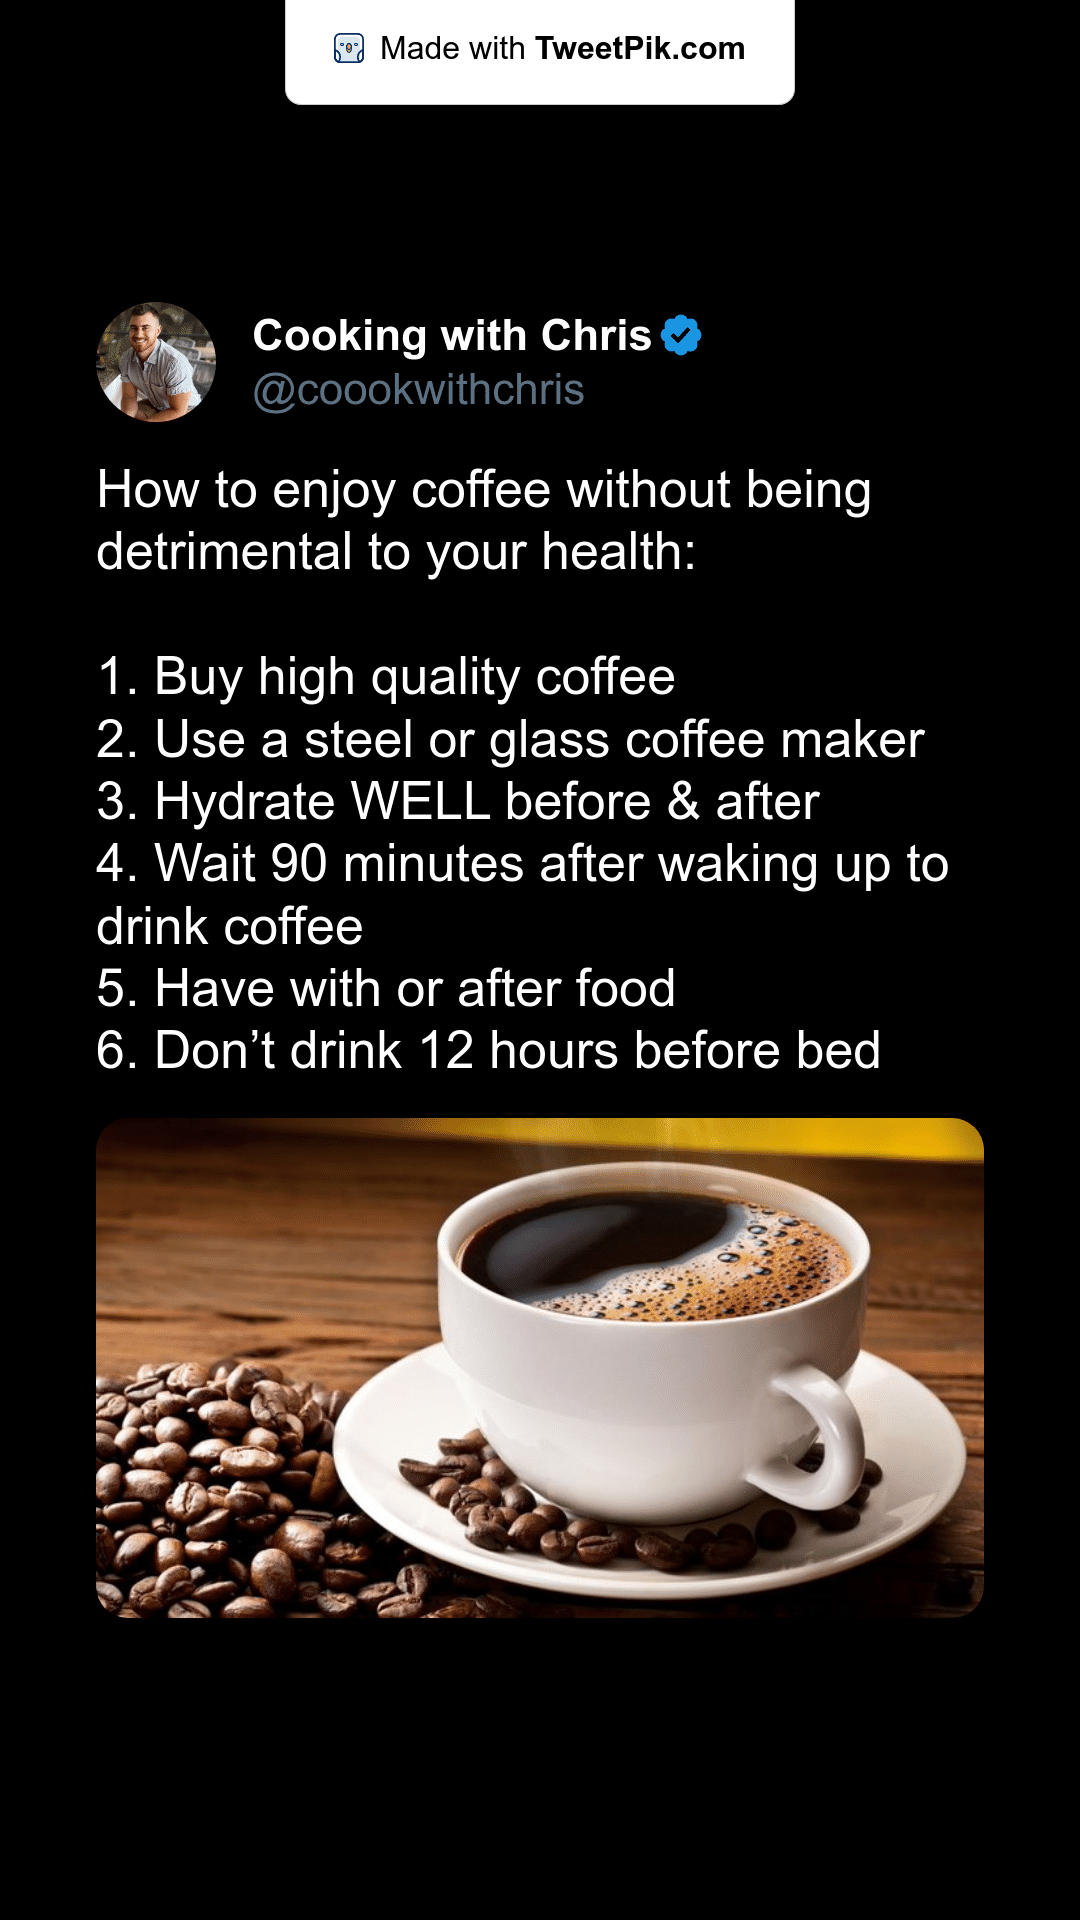 Made with TweetPik.com
Cooking with Chris
@coookwithchris
How to enjoy coffee without being
detrimental to your health:
1. Buy high quality coffee
2. Use a steel or glass coffee maker
3. Hydrate WELL before & after
4. Wait 90 minutes after waking up to
drink coffee
5. Have with or after food
6. Don’t drink 12 hours before bed